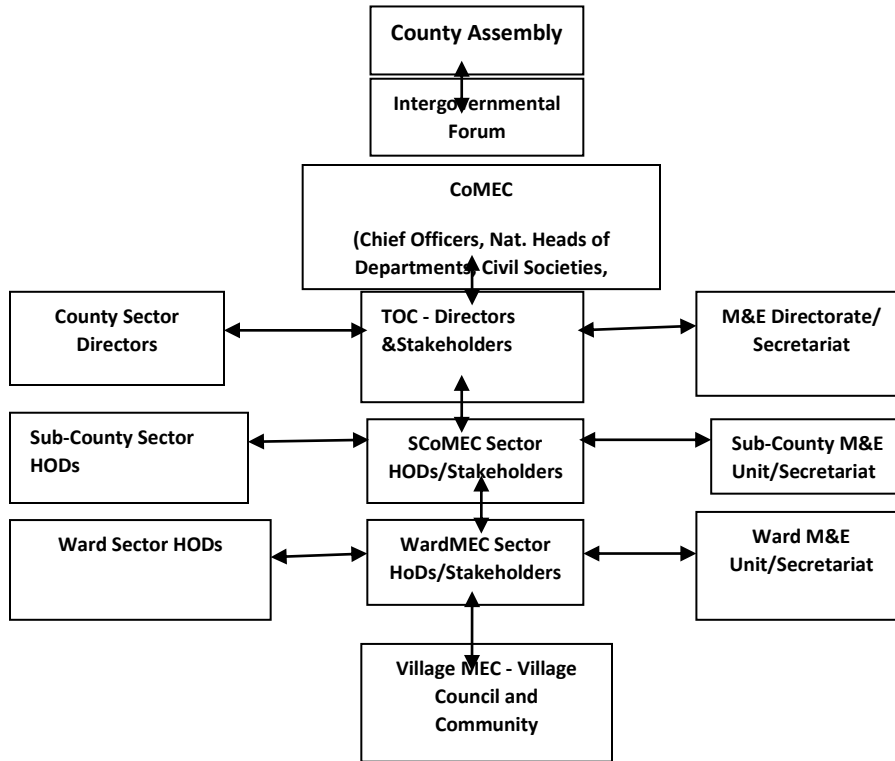 County Assembly
Intergovernmental
Forum
CoMEC
(Chief Officers, Nat. Heads of
Departments, Civil Societies,
County Sector
Directors
TOC - Directors
&Stakeholders
M&E Directorate/
Secretariat
Sub-County Sector
HODs
SCoMEC Sector
HODs/Stakeholders
Sub-County M&E
Unit/Secretariat
Ward Sector HODs
WardMEC Sector
HoDs/Stakeholders
Ward M&E
Unit/Secretariat
Village MEC - Village
Council and
Community